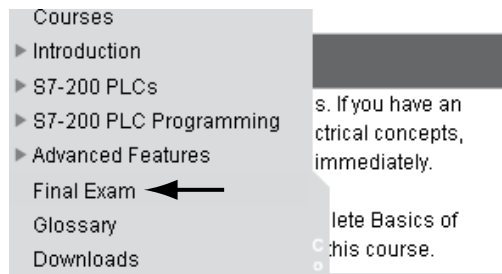 Courses
Introduction
S7-200 PLCs
S7-200 PLC Programming
Advanced Features
Final Exam
Glossary
Downloads
s. If you have an
ctrical concepts,
immediately.
lete Basics of
this course.
C
o